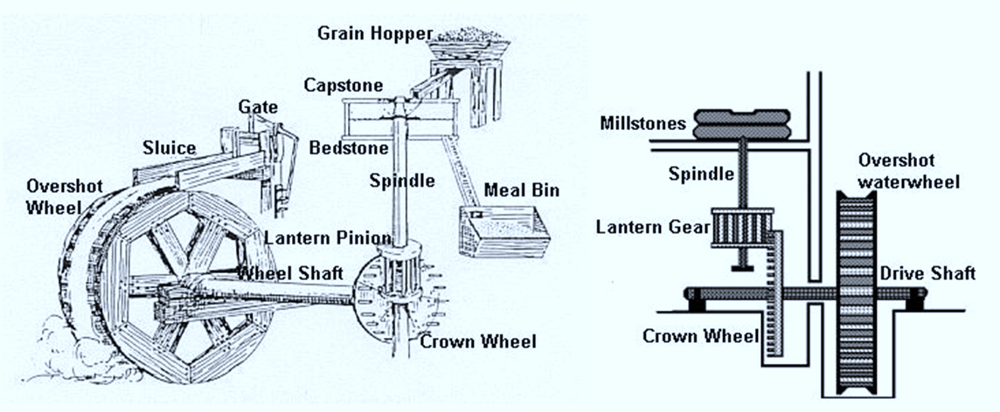 Grain Hopper
Capstone
Gate
Sluice
Bedstone
Overshot
Wheel
Spindle
Meal Bin
Lantern Pinion
Wheel Shaft
Crown Wheel
Millstones
Spindle
Overshot
waterwheel
Lantern Gear
Drive Shaft
Crown Wheel